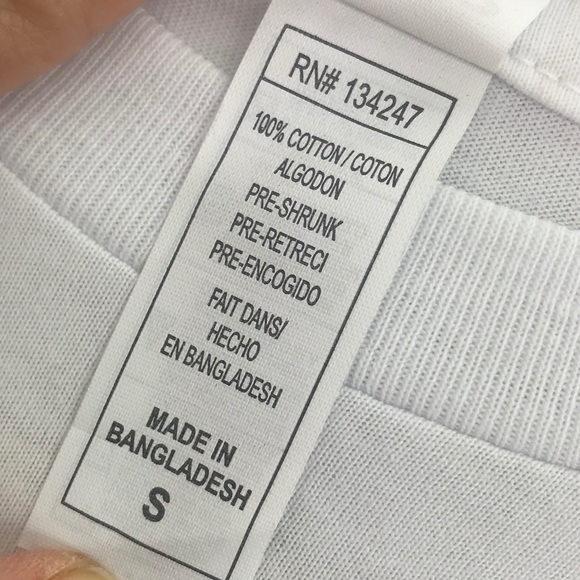 RN# 134247
100% COTTON / COTON
ALGODON
PRE-SHRUNK
PRE-RETRECI
PRE-ENCOGIDO
FAIT DANS/
HECHO
EN BANGLADESH
MADE IN
BANGLADESH
S